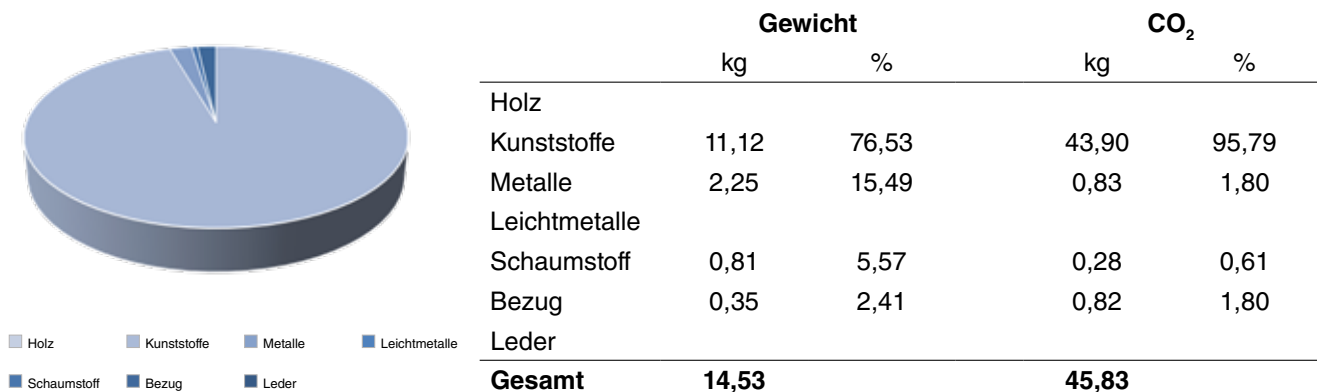 Holz Kunststoffe Metalle Leichtmetalle
Schaumstoff Bezug Leder
Gewicht CO₂
kg % kg %
Holz
Kunststoffe 11,12 76,53 43,90 95,79
Metalle 2,25 15,49 0,83 1,80
Leichtmetalle
Schaumstoff 0,81 5,57 0,28 0,61
Bezug 0,35 2,41 0,82 1,80
Leder
Gesamt 14,53 45,83